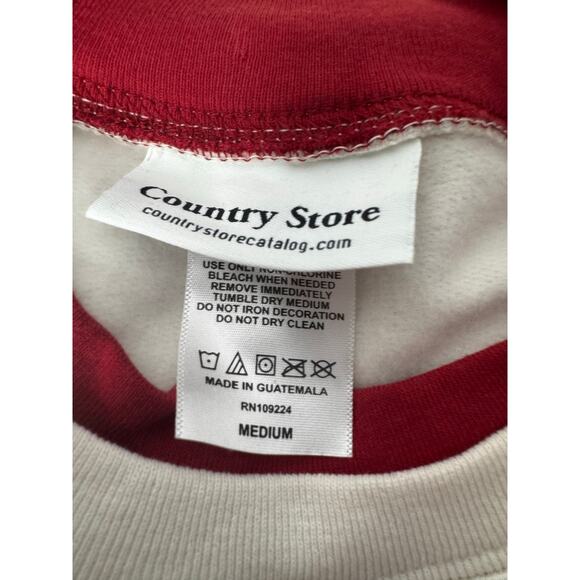 Country Store
countrystorecatalog.com
USE ONLY NON-CHLORINE
BLEACH WHEN NEEDED
REMOVE IMMEDIATELY
TUMBLE DRY MEDIUM
DO NOT IRON DECORATION
DO NOT DRY CLEAN
MADE IN GUATEMALA
RN109224
MEDIUM